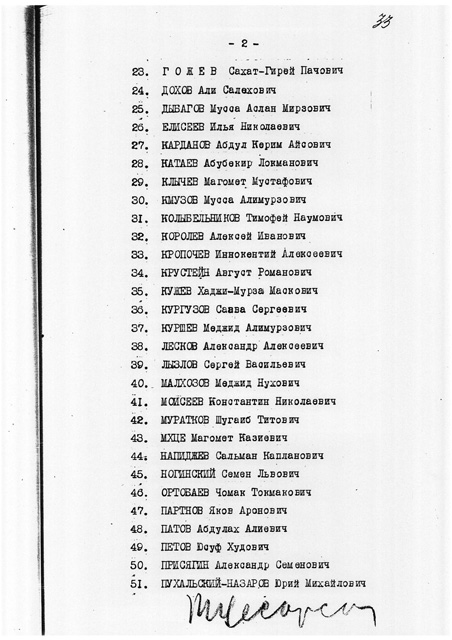 33
- 2 -
23. Г О Ж Е В Сахат-Гирей Пачович
24. ДОХОВ Али Салехович
25. ДЫБАГОВ Мусса Аслан Мирзович
26. ЕЛИСЕЕВ Илья Николаевич
27. КАРДАНОВ Абдул Керим Айсович
28. КАТАЕВ Абубекир Локманович
29. КЛЫЧЕВ Магомет Мустафович
30. КМУЗОВ Мусса Алимурзович
31. КОЛЫБЕЛЬНИКОВ Тимофей Наумович
32. КОРОЛЕВ Алексей Иванович
33. КРОПОЧЕВ Иннокентий Алексеевич
34. КРУСТЕЙН Август Романович
35. КУЖЕВ Хаджи-Мурза Маскович
36. КУРГУЗОВ Савва Сергеевич
37. КУРШЕВ Меджид Алимурзович
38. ЛЕСКОВ Александр Алексеевич
39. ЛЫЗЛОВ Сергей Васильевич
40. МАЛХОЗОВ Меджид Нухович
41. МОИСЕЕВ Константин Николаевич
42. МУРАТКОВ Шугаиб Титович
43. МХЦЕ Магомет Казиевич
44. НАПИДЖЕВ Сальман Капланович
45. НОГИНСКИЙ Семен Львович
46. ОРТОБАЕВ Чомак Токмакович
47. ПАРТНОВ Яков Аронович
48. ПАТОВ Абдулах Алиевич
49. ПЕТОВ Юсуф Худович
50. ПРИСЯГИН Александр Семенович
51. ПУХАЛЬСКИЙ-НАЗАРОВ Юрий Михайлович